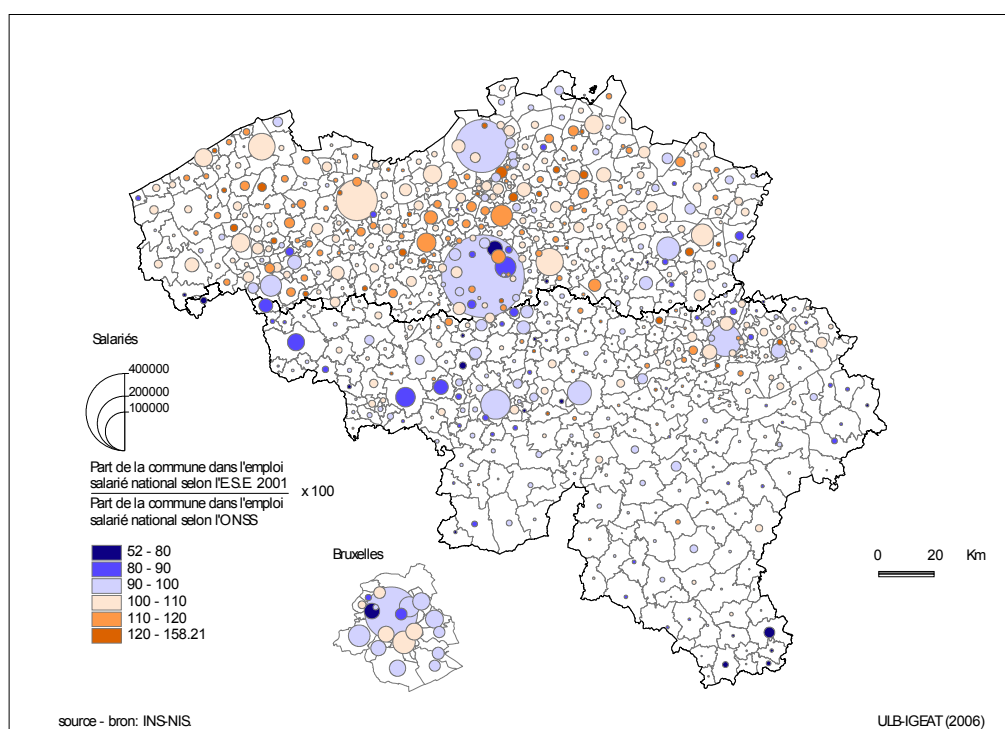 Salariés
400000
200000
100000
Part de la commune dans l'emploi
salarié national selon l'E.S.E. 2001
x 100
Part de la commune dans l'emploi
salarié national selon l'ONSS
52 - 80
80 - 90
90 - 100
100 - 110
110 - 120
120 - 158.21
Bruxelles
0 20 Km
source - bron: INS-NIS.
ULB-IGEAT (2006)